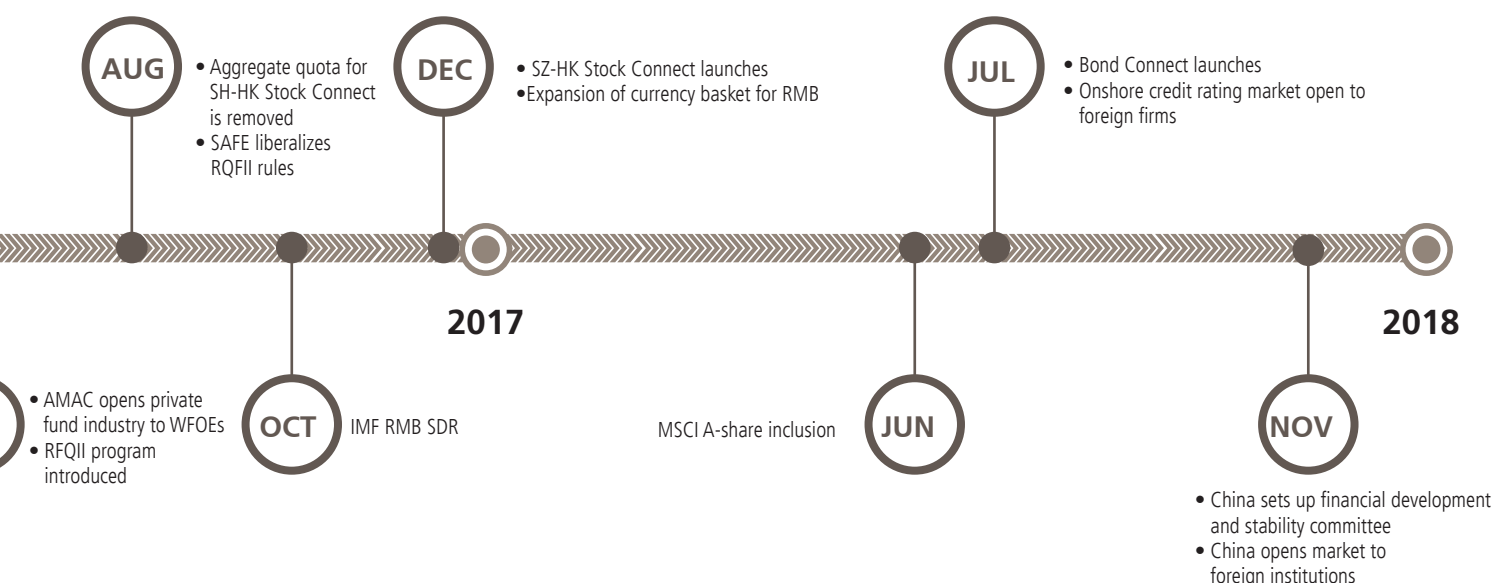 AUG
• Aggregate quota for
SH-HK Stock Connect
is removed
• SAFE liberalizes
RQFII rules
DEC
• SZ-HK Stock Connect launches
•Expansion of currency basket for RMB
JUL
• Bond Connect launches
• Onshore credit rating market open to
foreign firms
2017
2018
• AMAC opens private
fund industry to WFOEs
• RFQII program
introduced
OCT
IMF RMB SDR
MSCI A-share inclusion
JUN
NOV
• China sets up financial development
and stability committee
• China opens market to
foreign institutions